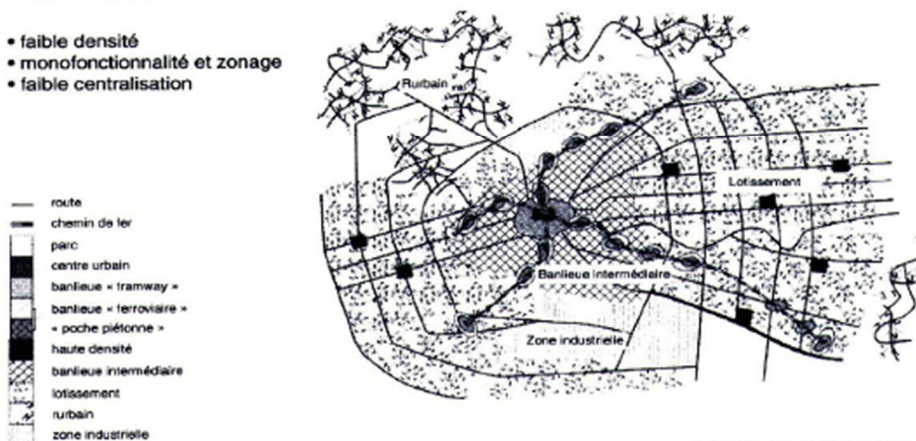 • faible densité
• monofonctionnalité et zonage
• faible centralisation
Rurbain
Lotissement
Banlieue intermédiaire
Zone industrielle
route
chemin de fer
parc
centre urbain
banlieue « tramway »
banlieue « ferroviaire »
« poche piétonne »
haute densité
banlieue intermédiaire
lotissement
rurbain
zone industrielle